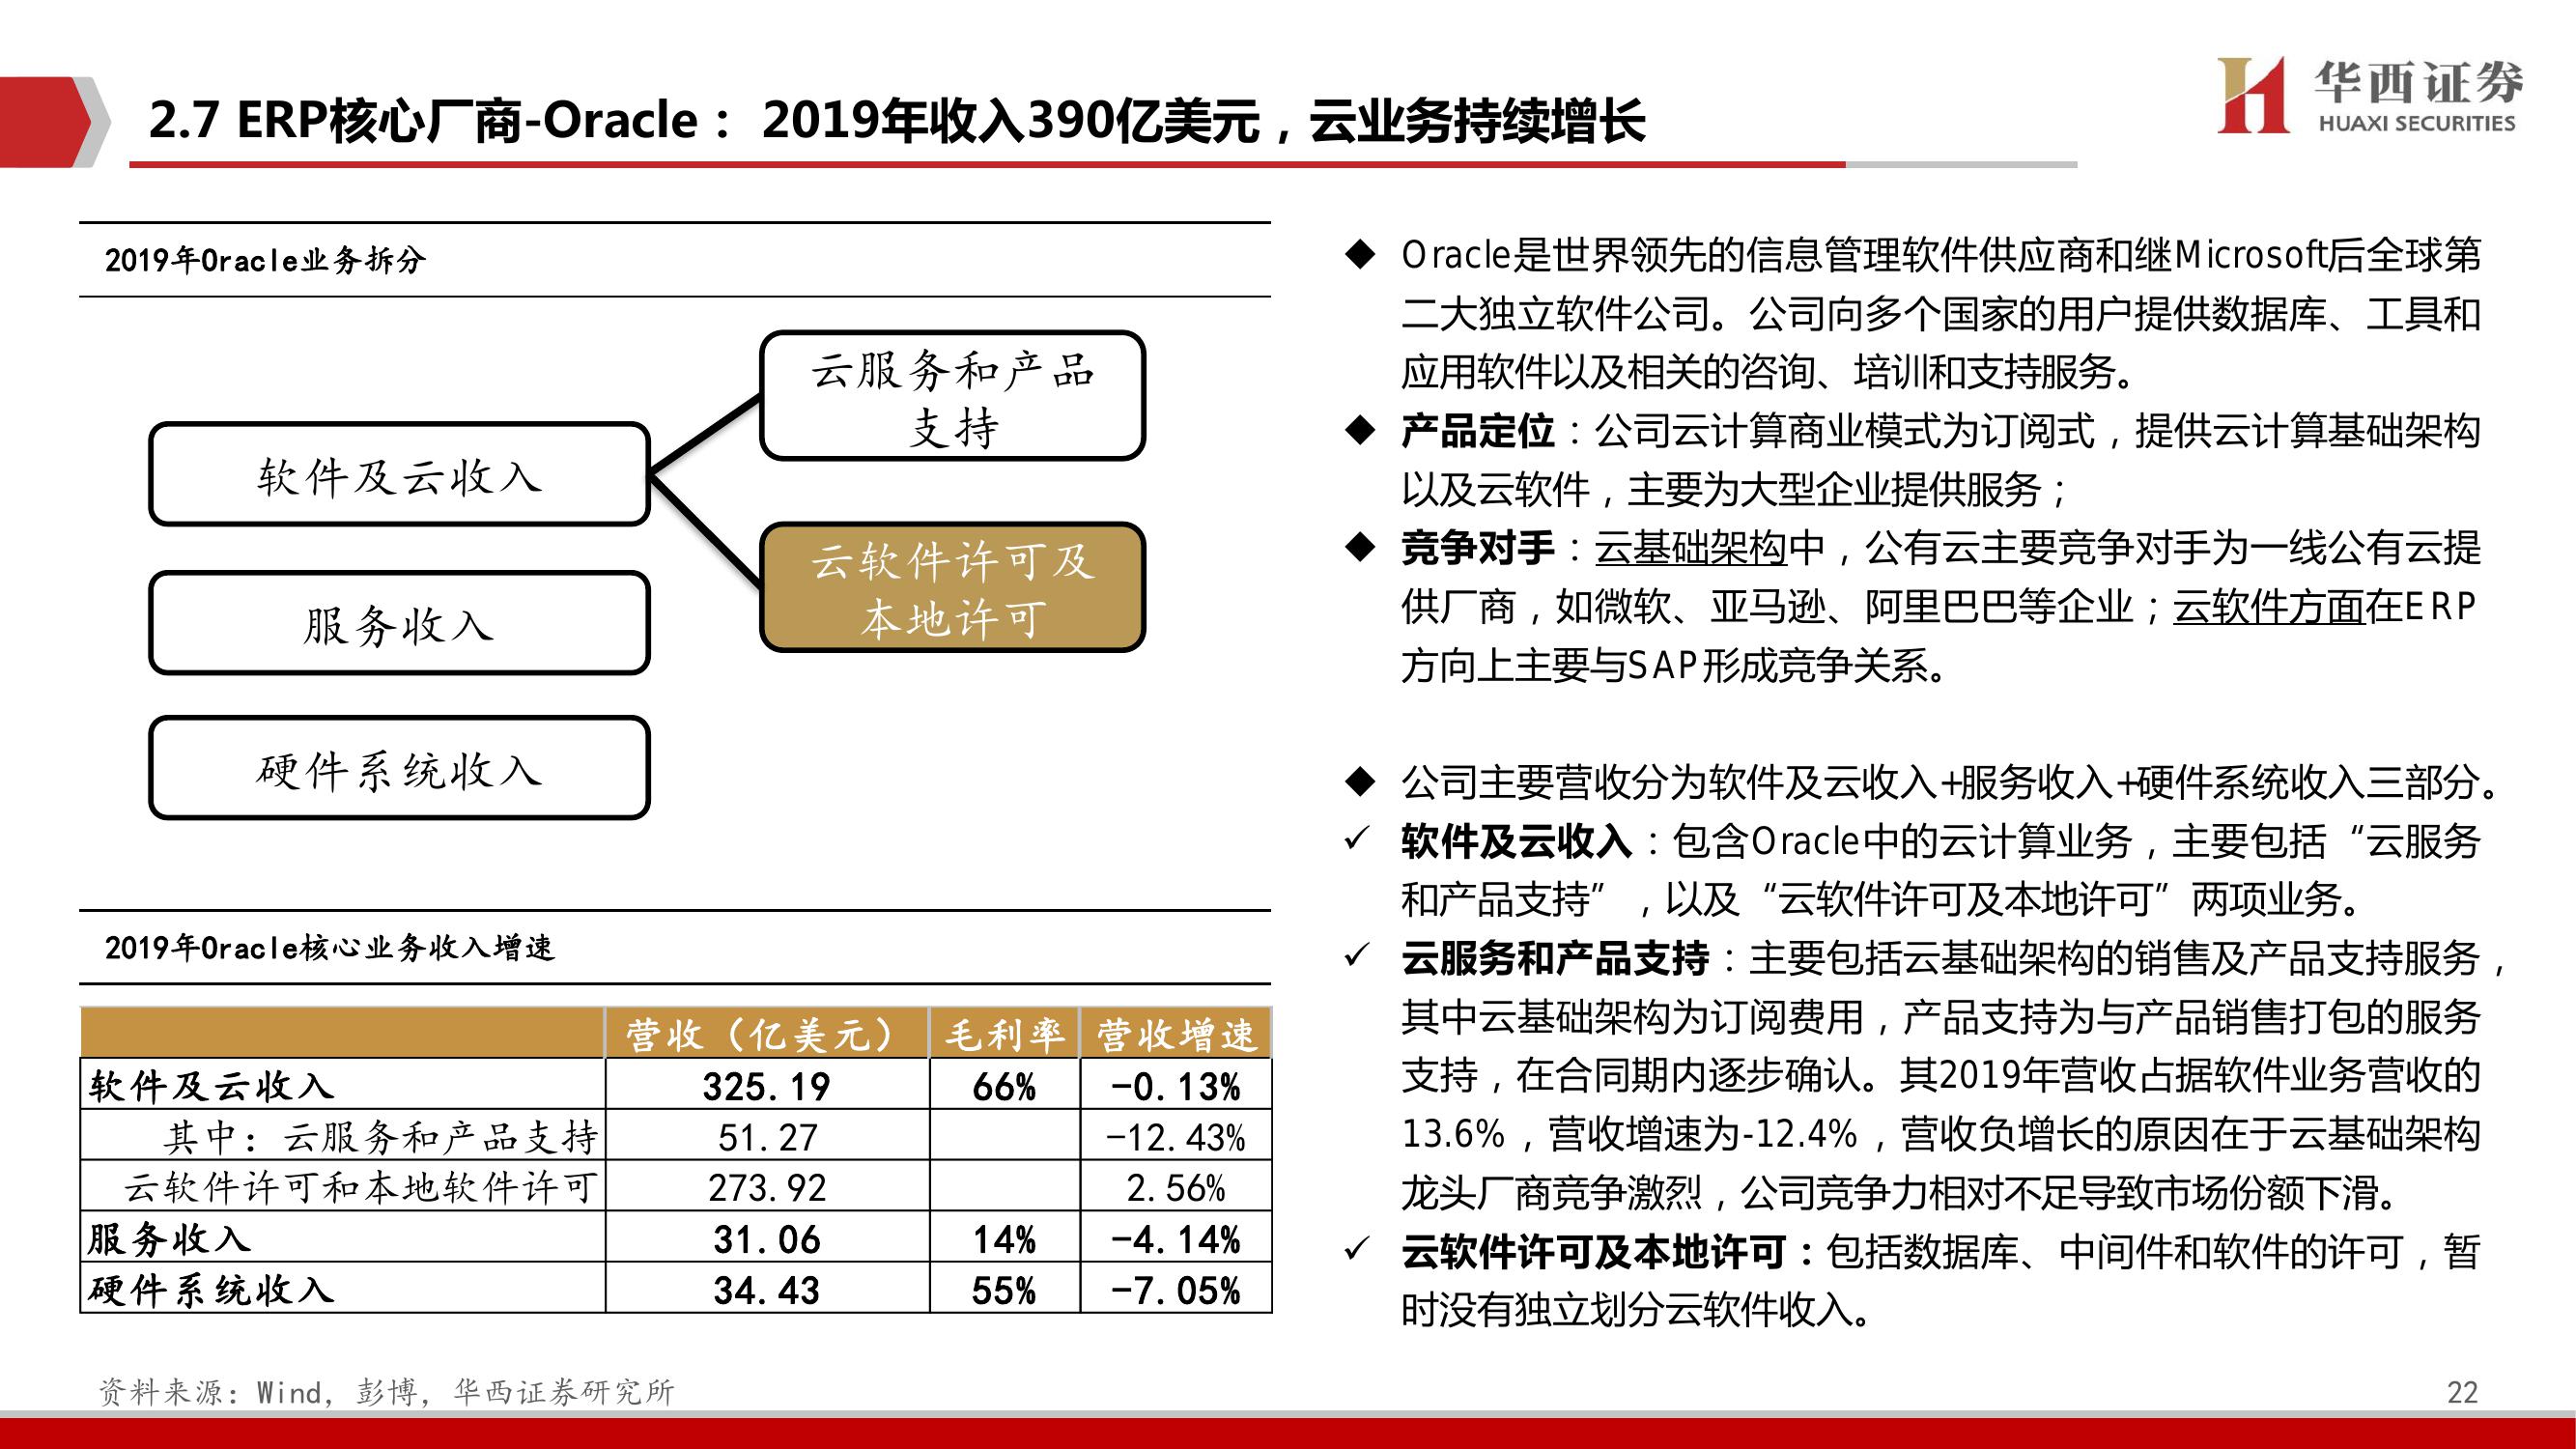 2.7 ERP核心厂商-Oracle： 2019年收入390亿美元，云业务持续增长
华西证券
HUAXI SECURITIES
2019年Oracle业务拆分
软件及云收入
服务收入
硬件系统收入
云服务和产品
支持
云软件许可及
本地许可
2019年Oracle核心业务收入增速
营收（亿美元） 毛利率 营收增速
软件及云收入 325.19 66% -0.13%
其中：云服务和产品支持 51.27 -12.43%
云软件许可和本地软件许可 273.92 2.56%
服务收入 31.06 14% -4.14%
硬件系统收入 34.43 55% -7.05%
◆ Oracle是世界领先的信息管理软件供应商和继Microsoft后全球第
二大独立软件公司。公司向多个国家的用户提供数据库、工具和
应用软件以及相关的咨询、培训和支持服务。
◆ 产品定位：公司云计算商业模式为订阅式，提供云计算基础架构
以及云软件，主要为大型企业提供服务；
◆ 竞争对手：云基础架构中，公有云主要竞争对手为一线公有云提
供厂商，如微软、亚马逊、阿里巴巴等企业；云软件方面在ERP
方向上主要与SAP形成竞争关系。
◆ 公司主要营收分为软件及云收入+服务收入+硬件系统收入三部分。
✓ 软件及云收入：包含Oracle中的云计算业务，主要包括“云服务
和产品支持”，以及“云软件许可及本地许可”两项业务。
✓ 云服务和产品支持：主要包括云基础架构的销售及产品支持服务，
其中云基础架构为订阅费用，产品支持为与产品销售打包的服务
支持，在合同期内逐步确认。其2019年营收占据软件业务营收的
13.6%，营收增速为-12.4%，营收负增长的原因在于云基础架构
龙头厂商竞争激烈，公司竞争力相对不足导致市场份额下滑。
✓ 云软件许可及本地许可：包括数据库、中间件和软件的许可，暂
时没有独立划分云软件收入。
资料来源：Wind，彭博，华西证券研究所
22